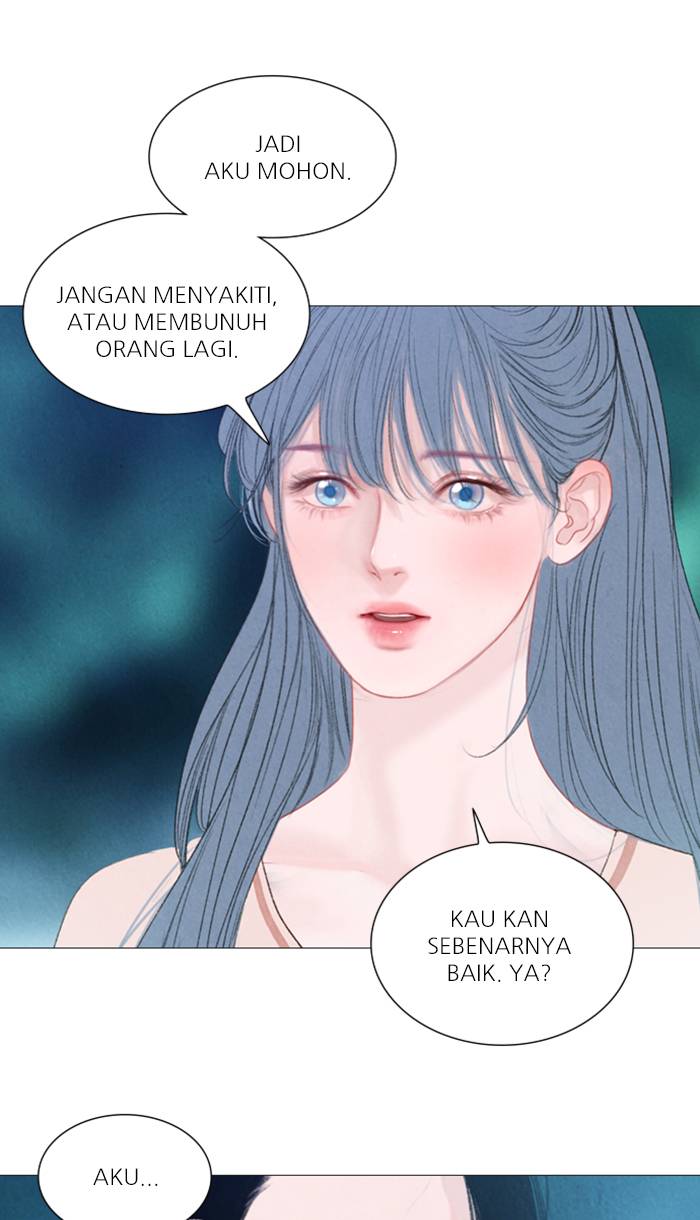 JADI
AKU MOHON.
JANGAN MENYAKITI,
ATAU MEMBUNUH
ORANG LAGI.
KAU KAN
SEBENARNYA
BAIK. YA?
AKU...